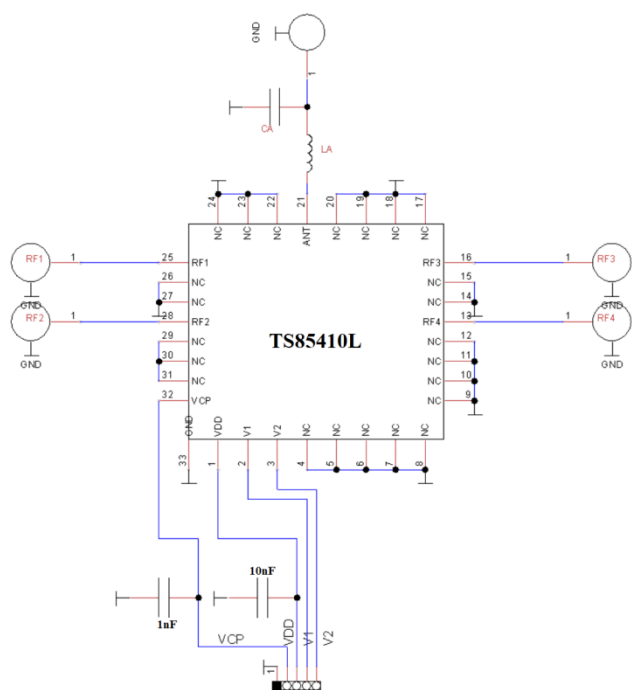 GND
1
CA
LA
24 23 22 21 20 19 18 17
NC NC NC ANT NC NC NC NC
RF1 1 25 RF1 RF3 16 1 RF3
26 NC NC 15
GND 27 NC NC 14 GND
RF2 1 28 RF2 RF4 13 1 RF4
29 NC NC 12
TS85410L
GND 30 NC NC 11 GND
31 NC NC 10
32 VCP NC 9
GND VDD V1 V2 NC NC NC NC NC
33 1 2 3 4 5 6 7 8
10nF
1nF
VCP VDD V1 V2
1